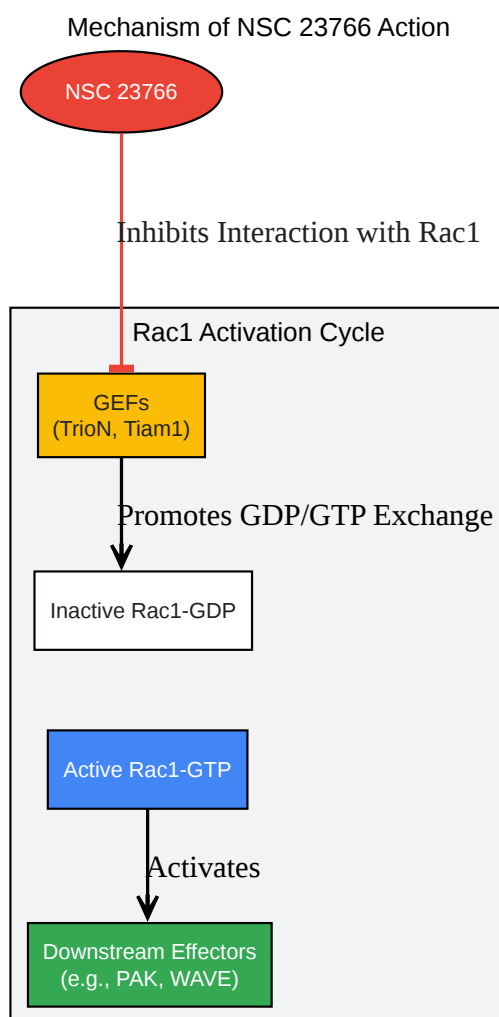 Mechanism of NSC 23766 Action
NSC 23766
Inhibits Interaction with Rac1
Rac1 Activation Cycle
GEFs
(TrioN, Tiam1)
Promotes GDP/GTP Exchange
Inactive Rac1-GDP
Active Rac1-GTP
Activates
Downstream Effectors
(e.g., PAK, WAVE)